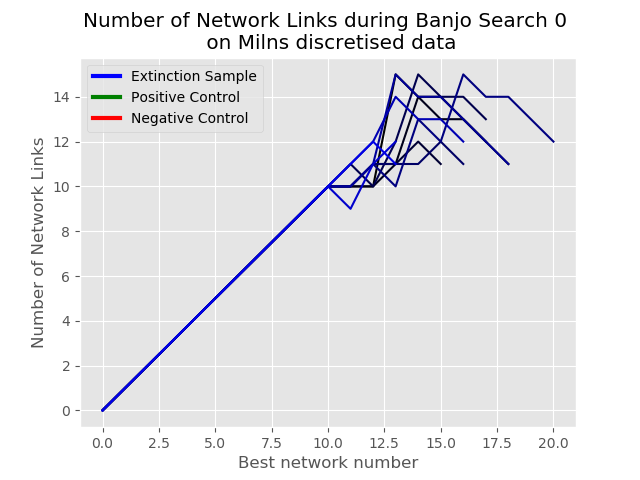 Number of Network Links during Banjo Search 0
on Milns discretised data
Extinction Sample
Positive Control
Negative Control
Number of Network Links
14
12
10
8
6
4
2
0
0.0 2.5 5.0 7.5 10.0 12.5 15.0 17.5 20.0
Best network number